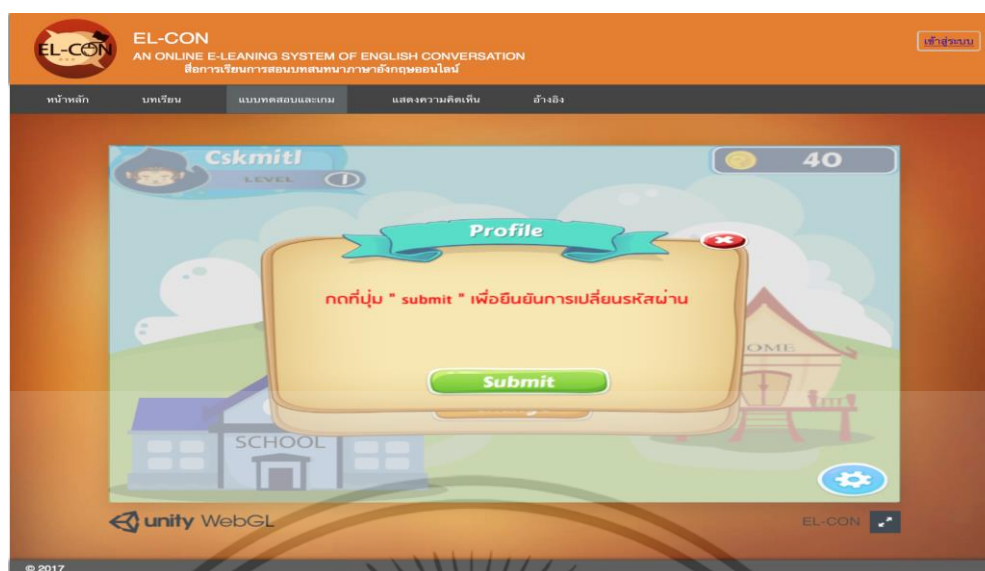 EL-CON
EL-CON
AN ONLINE E-LEANING SYSTEM OF ENGLISH CONVERSATION
สื่อการเรียนการสอนบทสนทนาภาษาอังกฤษออนไลน์
เข้าสู่ระบบ
หน้าหลัก บทเรียน แบบทดสอบและเกม แสดงความคิดเห็น อ้างอิง
Cskmitl
LEVEL 1
40
Profile
กดที่ปุ่ม " submit " เพื่อยืนยันการเปลี่ยนรหัสผ่าน
OME
Submit
SCHOOL
unity WebGL
EL-CON
© 2017